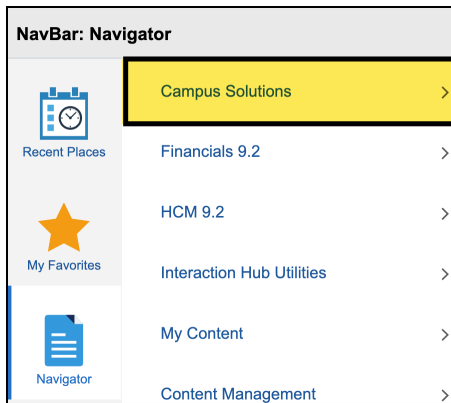 NavBar: Navigator
Recent Places
My Favorites
Navigator
Campus Solutions
Financials 9.2
HCM 9.2
Interaction Hub Utilities
My Content
Content Management